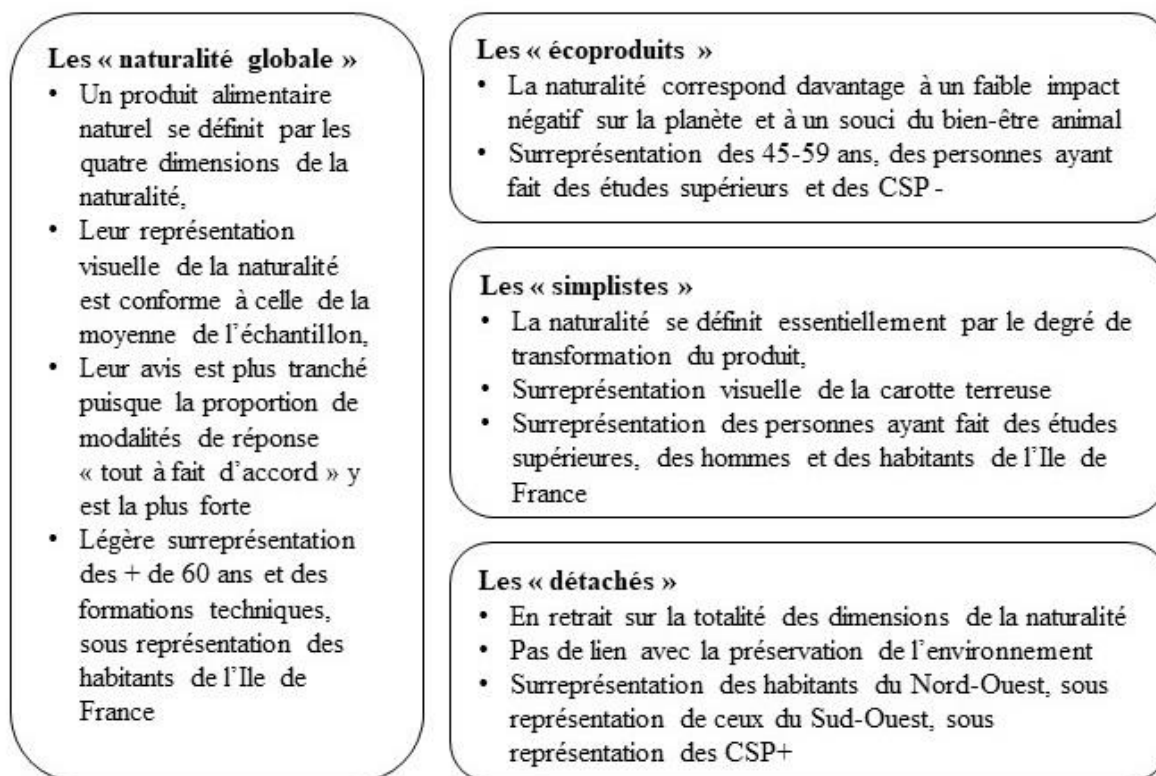 Les « naturalité globale »
• Un produit alimentaire
naturel se définit par les
quatre dimensions de la
naturalité,
• Leur représentation
visuelle de la naturalité
est conforme à celle de la
moyenne de l'échantillon,
• Leur avis est plus tranché
puisque la proportion de
modalités de réponse
« tout à fait d'accord » y
est la plus forte
• Légère surreprésentation
des + de 60 ans et des
formations techniques,
sous représentation des
habitants de l'Ile de
France
Les « écoproduits »
• La naturalité correspond davantage à un faible impact
négatif sur la planète et à un souci du bien-être animal
• Surreprésentation des 45-59 ans, des personnes ayant
fait des études supérieurs et des CSP -
Les « simplistes »
• La naturalité se définit essentiellement par le degré de
transformation du produit,
• Surreprésentation visuelle de la carotte terreuse
• Surreprésentation des personnes ayant fait des études
supérieures, des hommes et des habitants de l'Ile de
France
Les « détachés »
• En retrait sur la totalité des dimensions de la naturalité
• Pas de lien avec la préservation de l'environnement
• Surreprésentation des habitants du Nord-Ouest, sous
représentation de ceux du Sud-Ouest, sous
représentation des CSP+